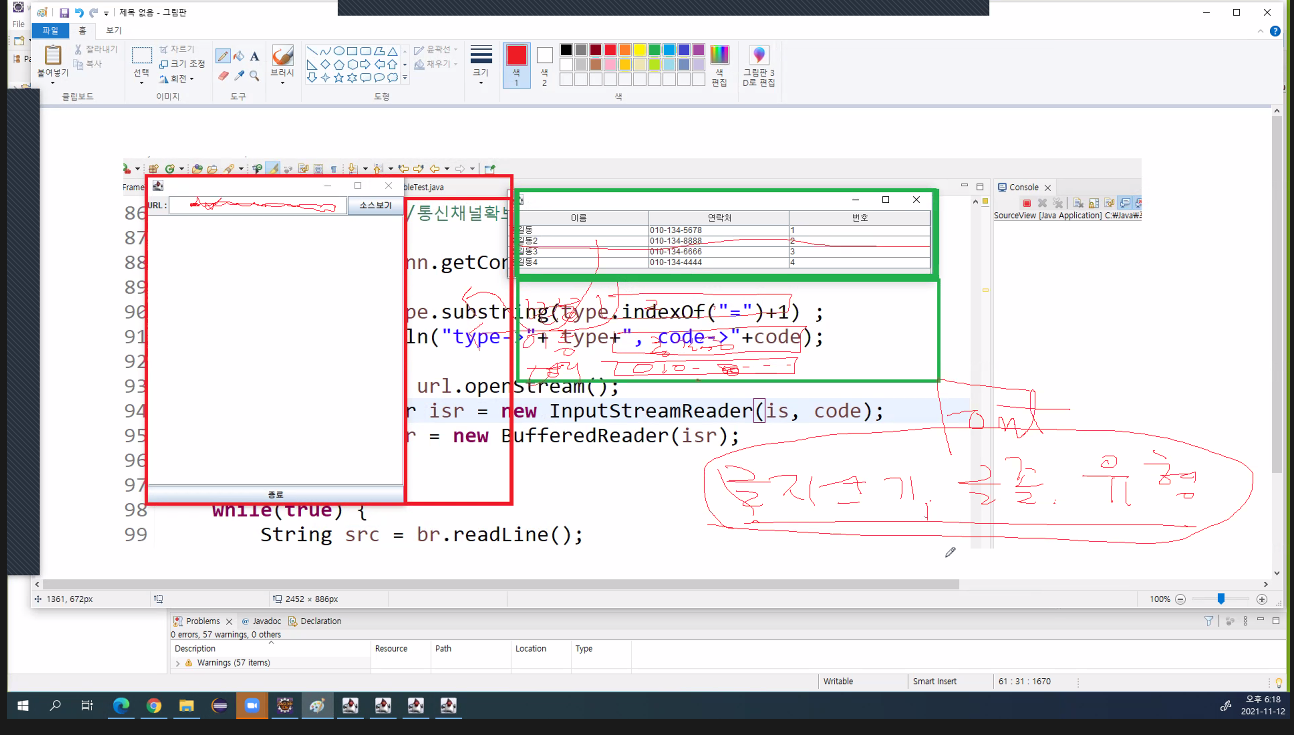 제목 없음 - 그림판
File
파일 홈 보기
붙여넣기
잘라내기
복사
클립보드
선택
자르기
크기 조정
회전
이미지
A
도구
브러시
윤곽선
채우기
도형
크기
색 1
색 2
색 편집
그림판 3D로 편집
색
Frame
bleTest.java
Console
SourceView [Java Application] C:￦Java￦
URL :
소스보기
종료
이름 연락처 번호
길동 010-134-5678 1
길동2 010-134-8888 2
길동3 010-134-6666 3
길동4 010-134-4444 4
86 /통신채널확보
87
88 nn.getCo
89
90 pe.substring(type.indexOf("=")+1) ;
91 ln("type->"+ type+", code->"+code);
92
93 url.openStream();
94 r isr = new InputStreamReader(is, code);
95 r = new BufferedReader(isr);
96
97
98 while(true) {
99 String src = br.readLine();
1361, 672px
2452 × 886px
100%
Problems Javadoc Declaration
0 errors, 57 warnings, 0 others
Description Resource Path Location Type
Warnings (57 items)
Writable Smart Insert 61 : 31 : 1670
오후 6:18
2021-11-12